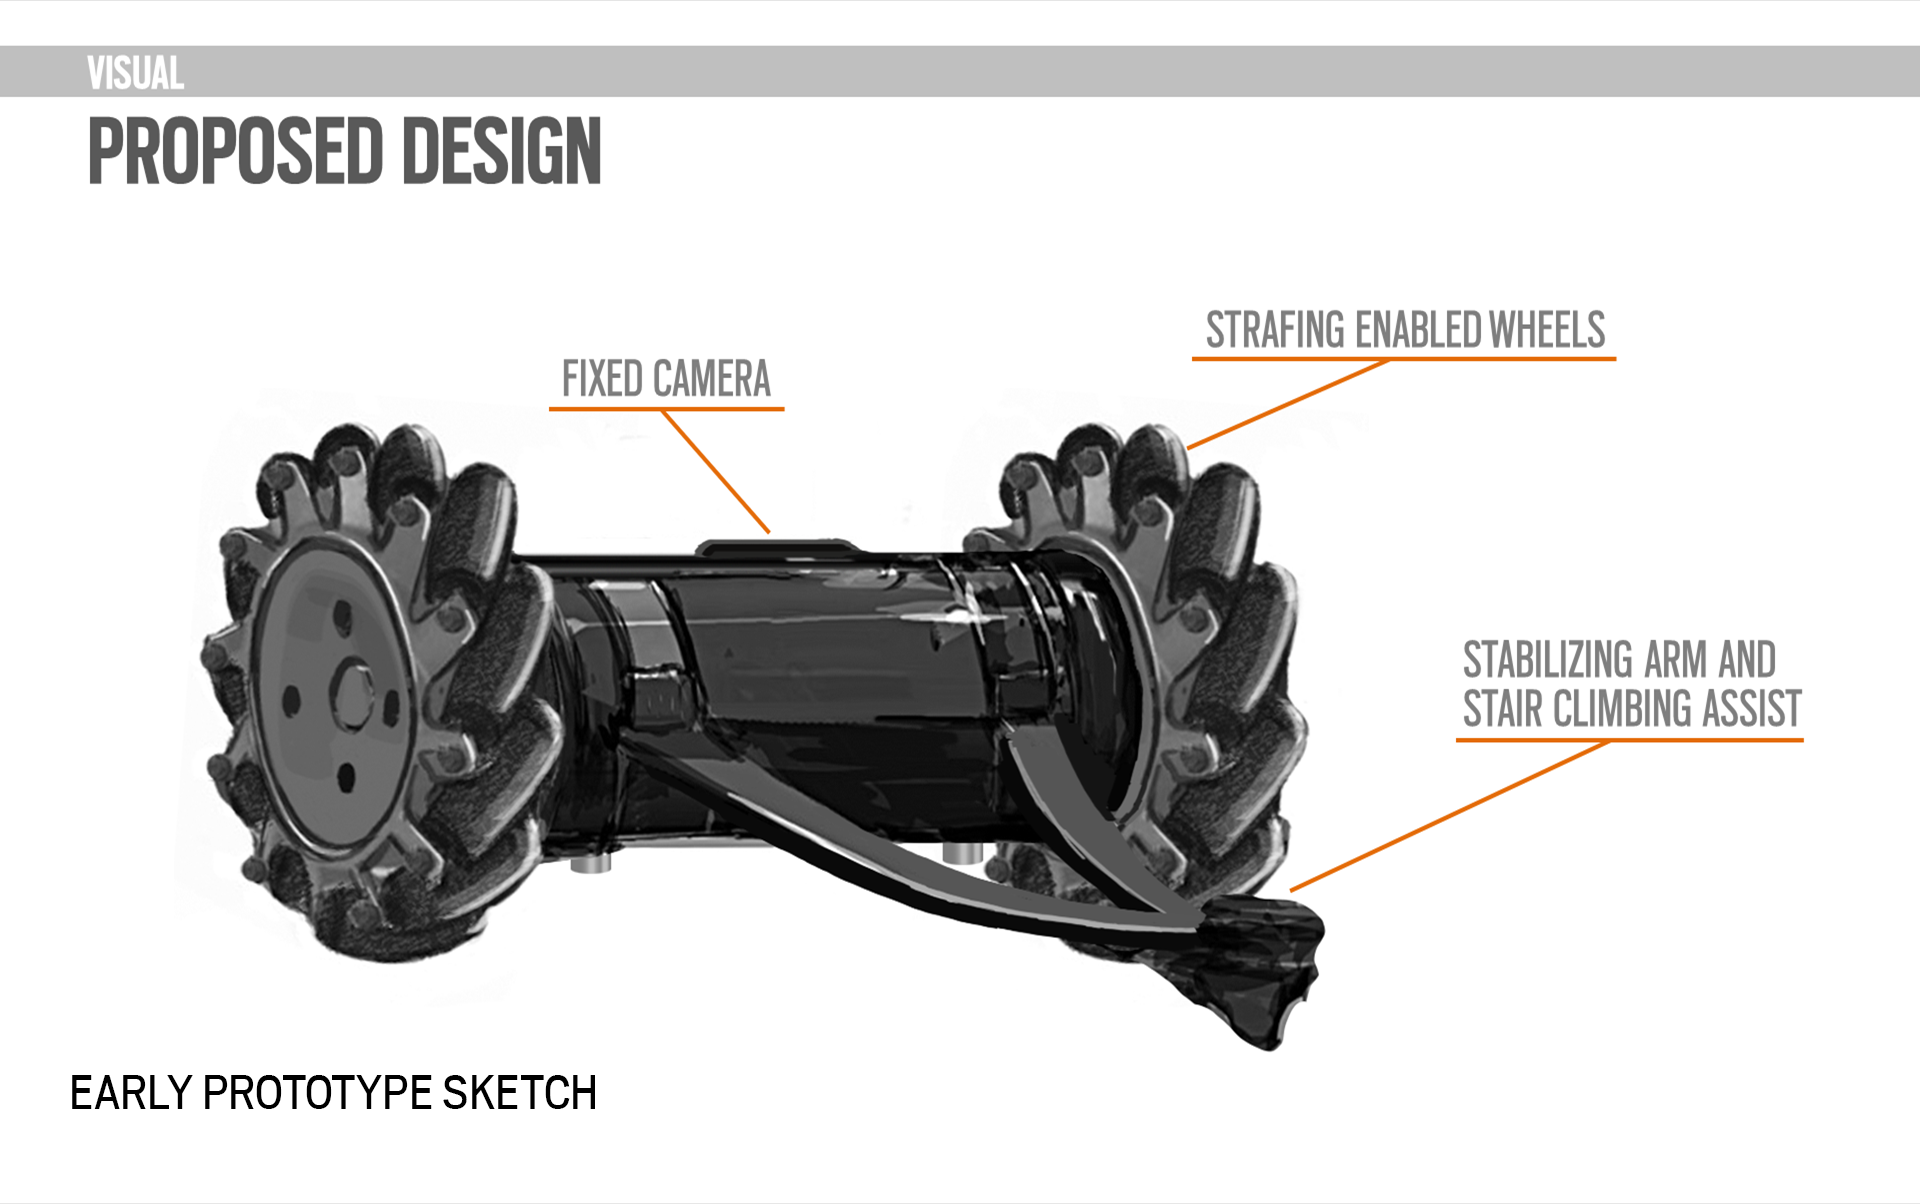 VISUAL
PROPOSED DESIGN
STRAFING ENABLED WHEELS
FIXED CAMERA
STABILIZING ARM AND
STAIR CLIMBING ASSIST
EARLY PROTOTYPE SKETCH